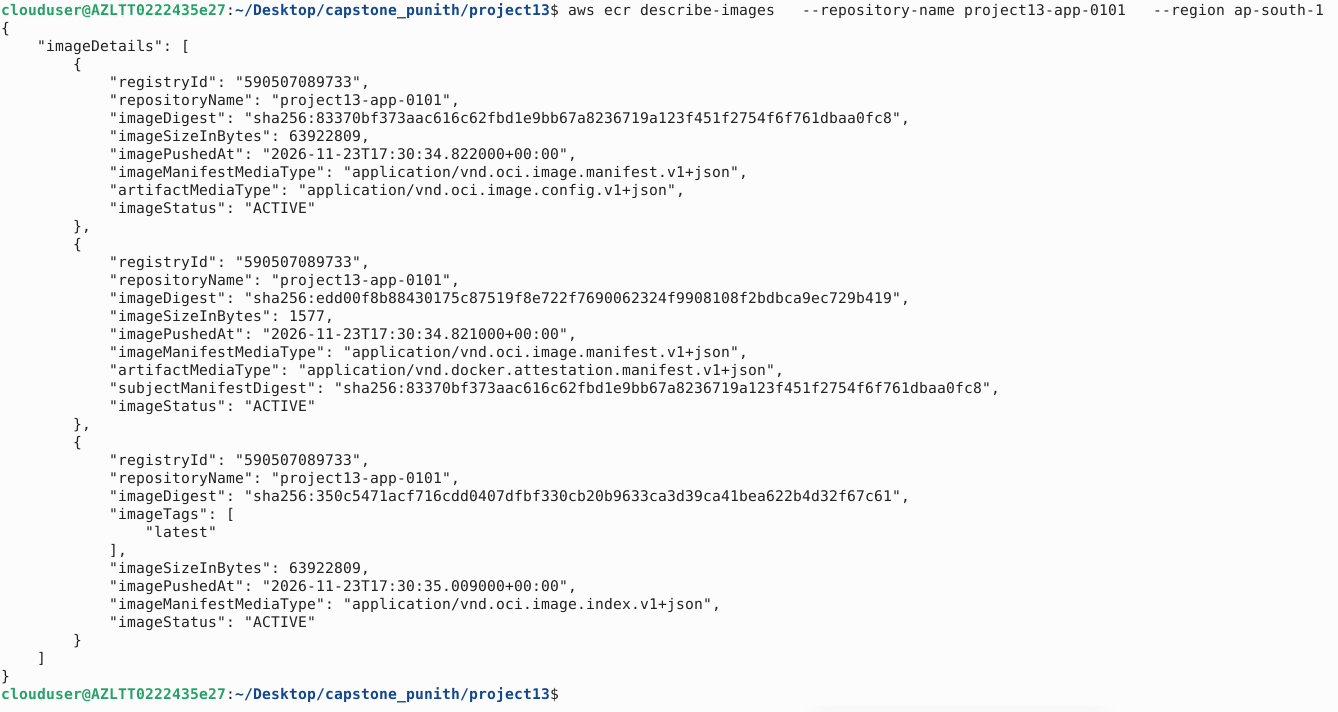 clouduser@AZLTT0222435e27:~/Desktop/capstone_punith/project13$ aws ecr describe-images   --repository-name project13-app-0101   --region ap-south-1
{
    "imageDetails": [
        {
            "registryId": "590507089733",
            "repositoryName": "project13-app-0101",
            "imageDigest": "sha256:83370bf373aac616c62fbd1e9bb67a8236719a123f451f2754f6f761dbaa0fc8",
            "imageSizeInBytes": 63922809,
            "imagePushedAt": "2026-11-23T17:30:34.822000+00:00",
            "imageManifestMediaType": "application/vnd.oci.image.manifest.v1+json",
            "artifactMediaType": "application/vnd.oci.image.config.v1+json",
            "imageStatus": "ACTIVE"
        },
        {
            "registryId": "590507089733",
            "repositoryName": "project13-app-0101",
            "imageDigest": "sha256:edd00f8b88430175c87519f8e722f7690062324f9908108f2bdbca9ec729b419",
            "imageSizeInBytes": 1577,
            "imagePushedAt": "2026-11-23T17:30:34.821000+00:00",
            "imageManifestMediaType": "application/vnd.oci.image.manifest.v1+json",
            "artifactMediaType": "application/vnd.docker.attestation.manifest.v1+json",
            "subjectManifestDigest": "sha256:83370bf373aac616c62fbd1e9bb67a8236719a123f451f2754f6f761dbaa0fc8",
            "imageStatus": "ACTIVE"
        },
        {
            "registryId": "590507089733",
            "repositoryName": "project13-app-0101",
            "imageDigest": "sha256:350c5471acf716cdd0407dfbf330cb20b9633ca3d39ca41bea622b4d32f67c61",
            "imageTags": [
                "latest"
            ],
            "imageSizeInBytes": 63922809,
            "imagePushedAt": "2026-11-23T17:30:35.009000+00:00",
            "imageManifestMediaType": "application/vnd.oci.image.index.v1+json",
            "imageStatus": "ACTIVE"
        }
    ]
}
clouduser@AZLTT0222435e27:~/Desktop/capstone_punith/project13$